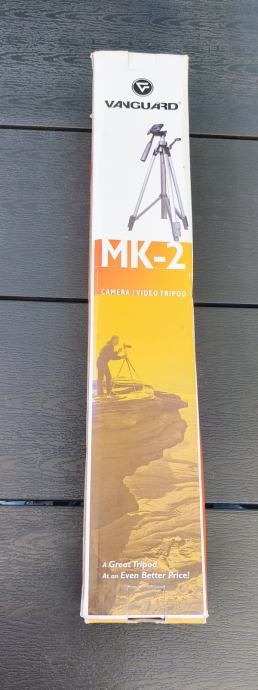 VANGUARD®
MK-2
CAMERA / VIDEO TRIPOD
A Great Tripod
At an Even Better Price!